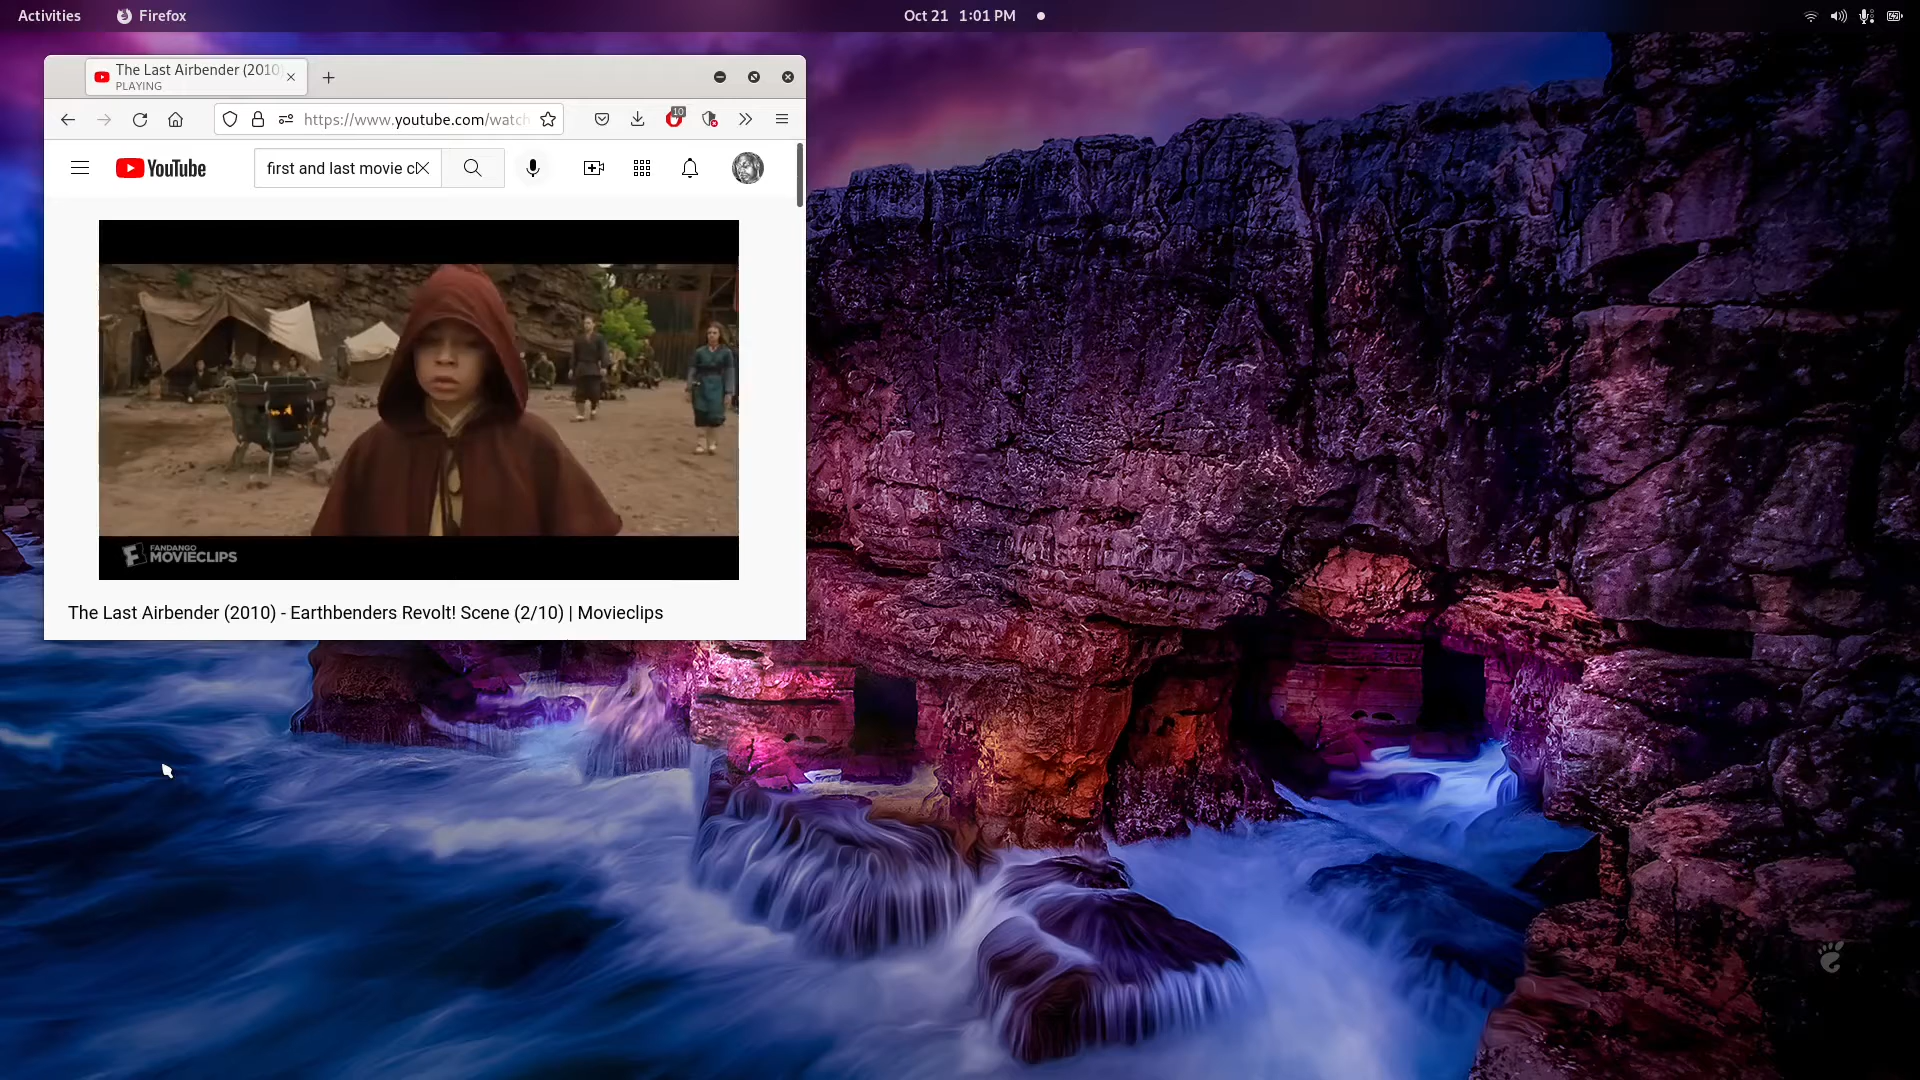 Activities
Firefox
Oct 21 1:01 PM
The Last Airbender (2010)
PLAYING
https://www.youtube.com/watch
10
YouTube
first and last movie cl
FANDANGO
MOVIECLIPS
The Last Airbender (2010) - Earthbenders Revolt! Scene (2/10) | Movieclips